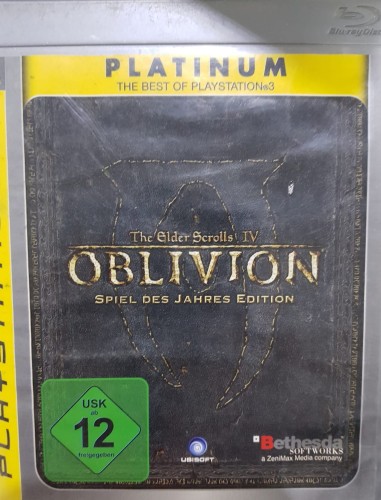 Blu-ray Disc
PLATINUM
THE BEST OF PLAYSTATION®3
The Elder Scrolls IV
OBLIVION
SPIEL DES JAHRES EDITION
USK
ab
12
freigegeben
UBISOFT
Bethesda
SOFTWORKS
a ZeniMax Media company